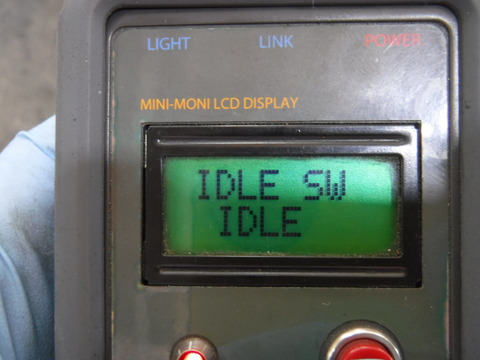 LIGHT LINK POWER
MINI-MONI LCD DISPLAY
IDLE SW
IDLE